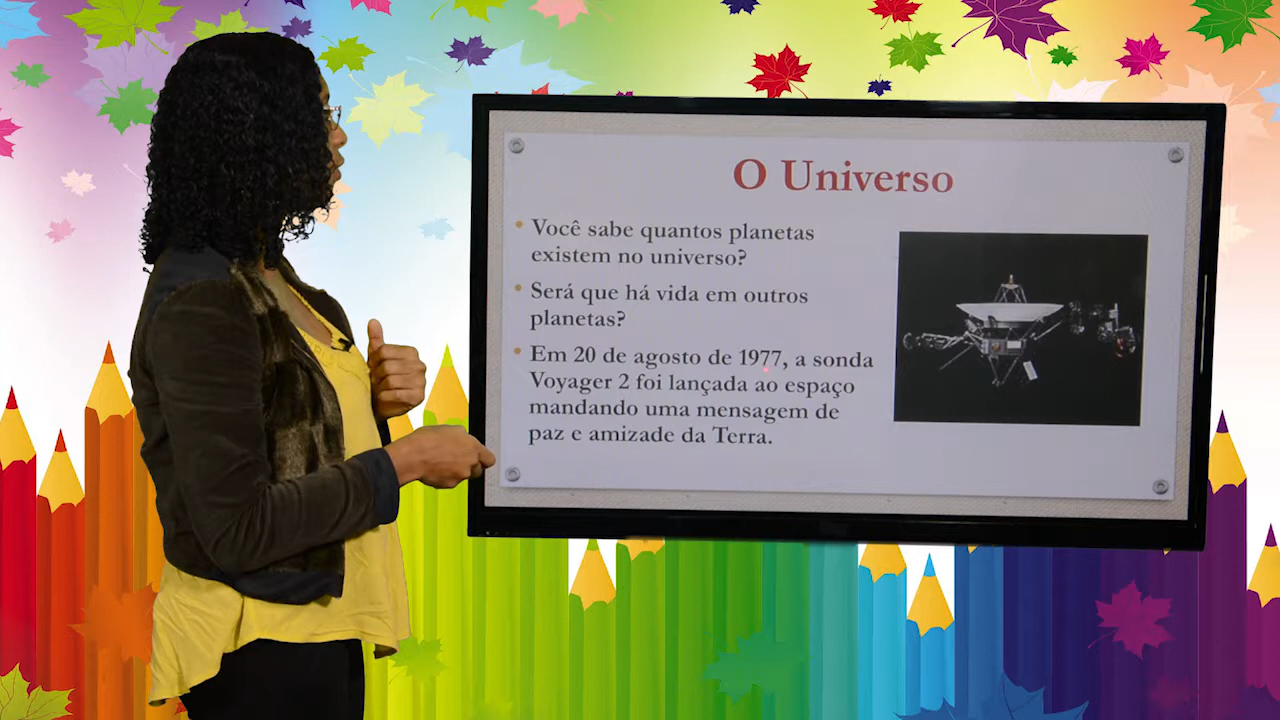 O Universo
• Você sabe quantos planetas
existem no universo?
• Será que há vida em outros
planetas?
• Em 20 de agosto de 1977, a sonda
Voyager 2 foi lançada ao espaço
mandando uma mensagem de
paz e amizade da Terra.